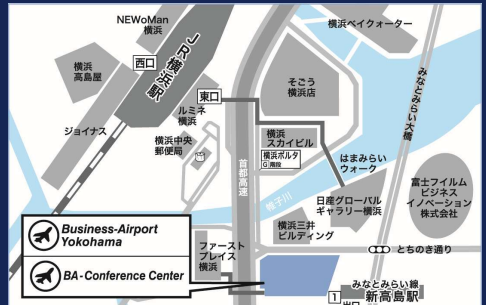 NEWoMan
横浜
JR横浜駅
西口
横浜
高島屋
ジョイナス
ルミネ
横浜
東口
横浜中央
郵便局
首都高速
そごう
横浜店
横浜ベイクォーター
みなとみらい大橋
横浜
スカイビル
横浜ポルタ
G階段
はまみらい
ウォーク
帷子川
日産グローバル
ギャラリー横浜
富士フイルム
ビジネス
イノベーション
株式会社
横浜三井
ビルディング
とちのき通り
ファースト
プレイス
横浜
Business-Airport
Yokohama
BA-Conference Center
みなとみらい線
新高島駅
1
出口